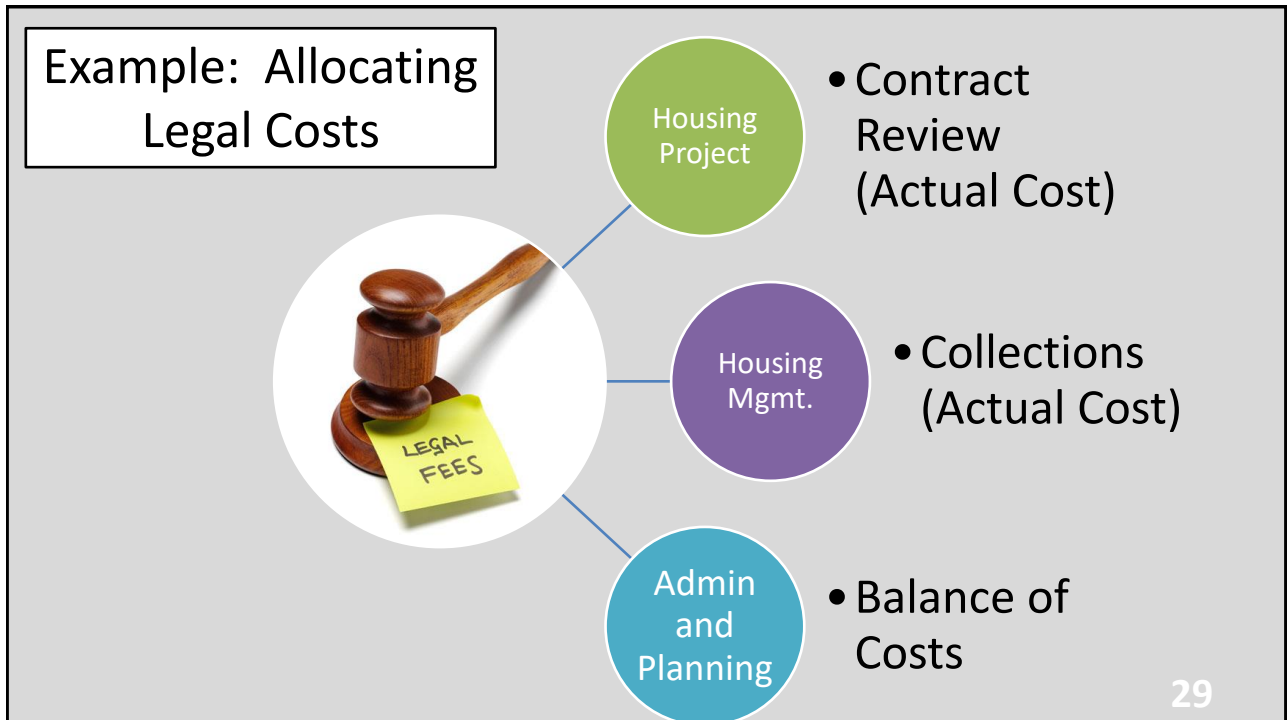 Example: Allocating
Legal Costs
Housing
Project
• Contract
Review
(Actual Cost)
LEGAL
FEES
Housing
Mgmt.
• Collections
(Actual Cost)
Admin
and
Planning
• Balance of
Costs
29